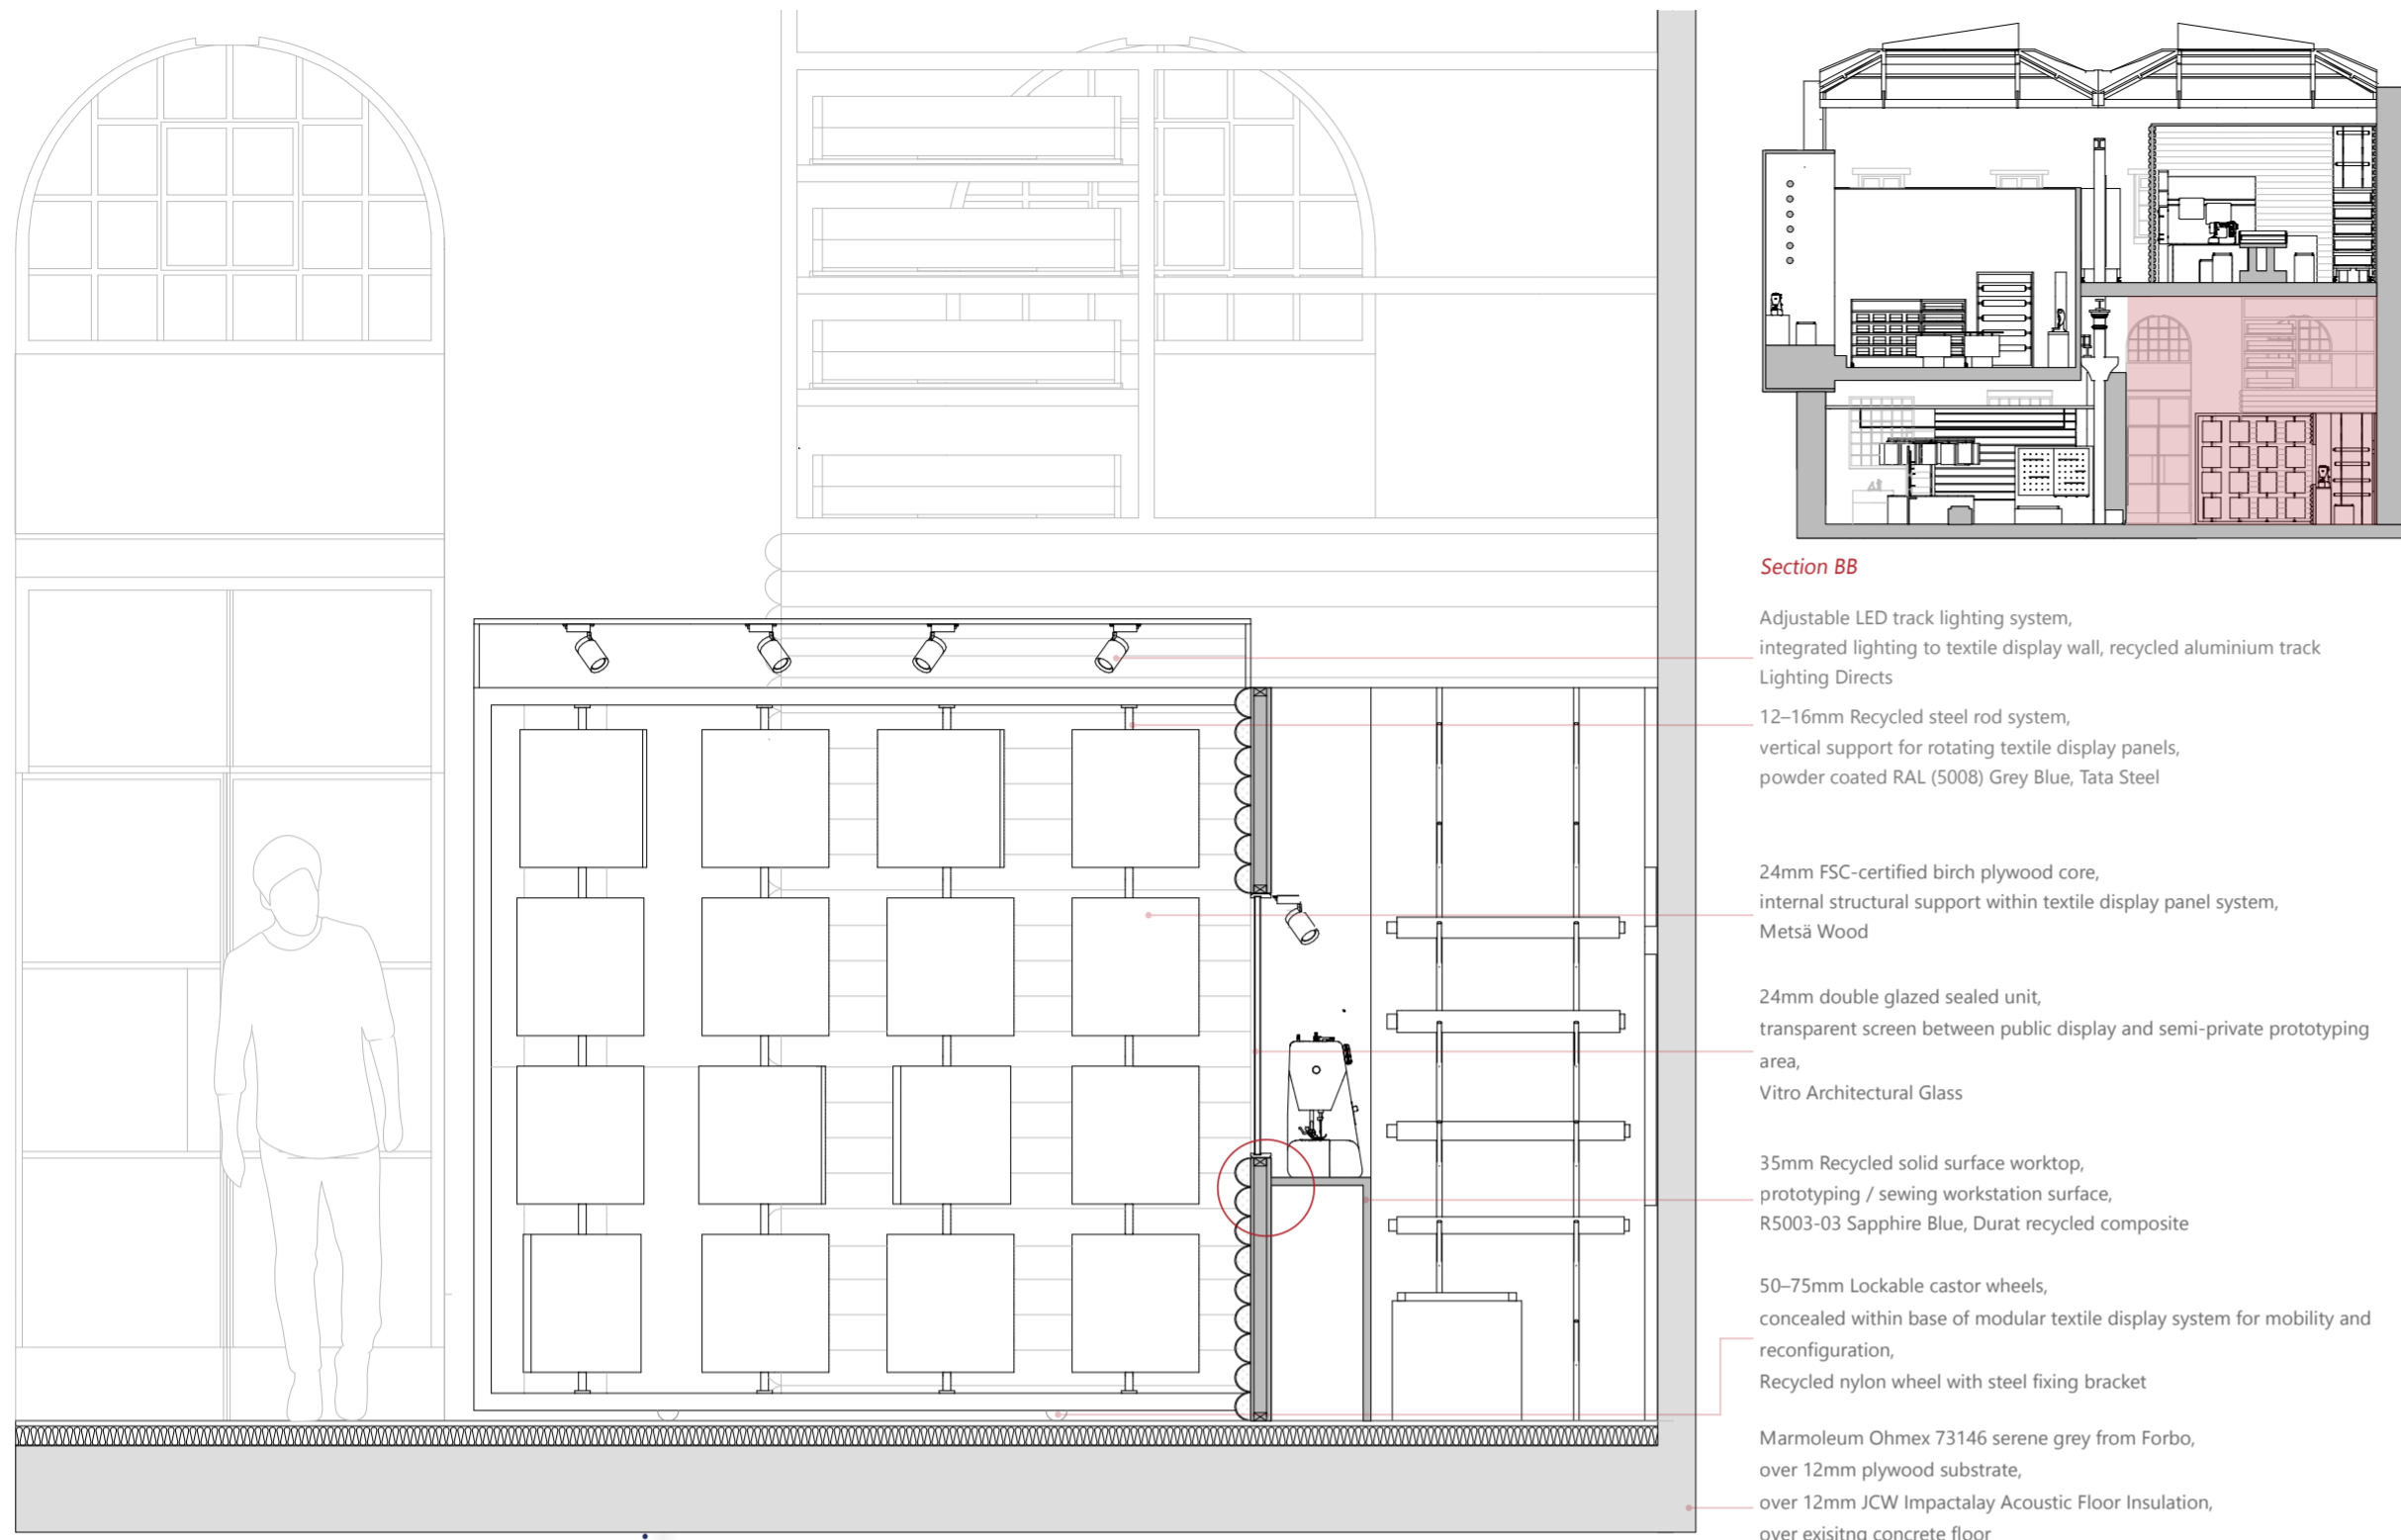 Section BB
Adjustable LED track lighting system,
integrated lighting to textile display wall, recycled aluminium track
Lighting Directs
12–16mm Recycled steel rod system,
vertical support for rotating textile display panels,
powder coated RAL (5008) Grey Blue, Tata Steel
24mm FSC-certified birch plywood core,
internal structural support within textile display panel system,
Metsä Wood
24mm double glazed sealed unit,
transparent screen between public display and semi-private prototyping
area,
Vitro Architectural Glass
35mm Recycled solid surface worktop,
prototyping / sewing workstation surface,
R5003-03 Sapphire Blue, Durat recycled composite
50–75mm Lockable castor wheels,
concealed within base of modular textile display system for mobility and
reconfiguration,
Recycled nylon wheel with steel fixing bracket
Marmoleum Ohmex 73146 serene grey from Forbo,
over 12mm plywood substrate,
over 12mm JCW Impactalay Acoustic Floor Insulation,
over exisitng concrete floor